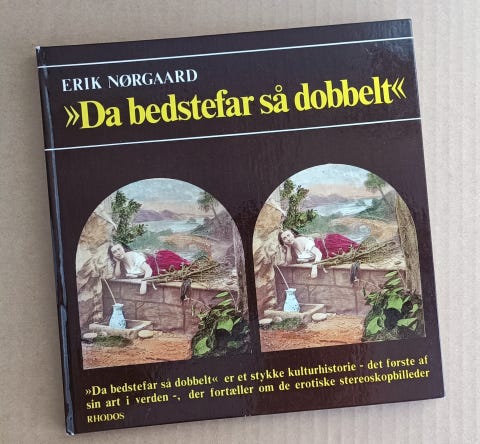 ERIK NØRGAARD
»Da bedstefar så dobbelt«
»Da bedstefar så dobbelt« er et stykke kulturhistorie - det første af
sin art i verden -, der fortæller om de erotiske stereoskopbilleder
RHODOS